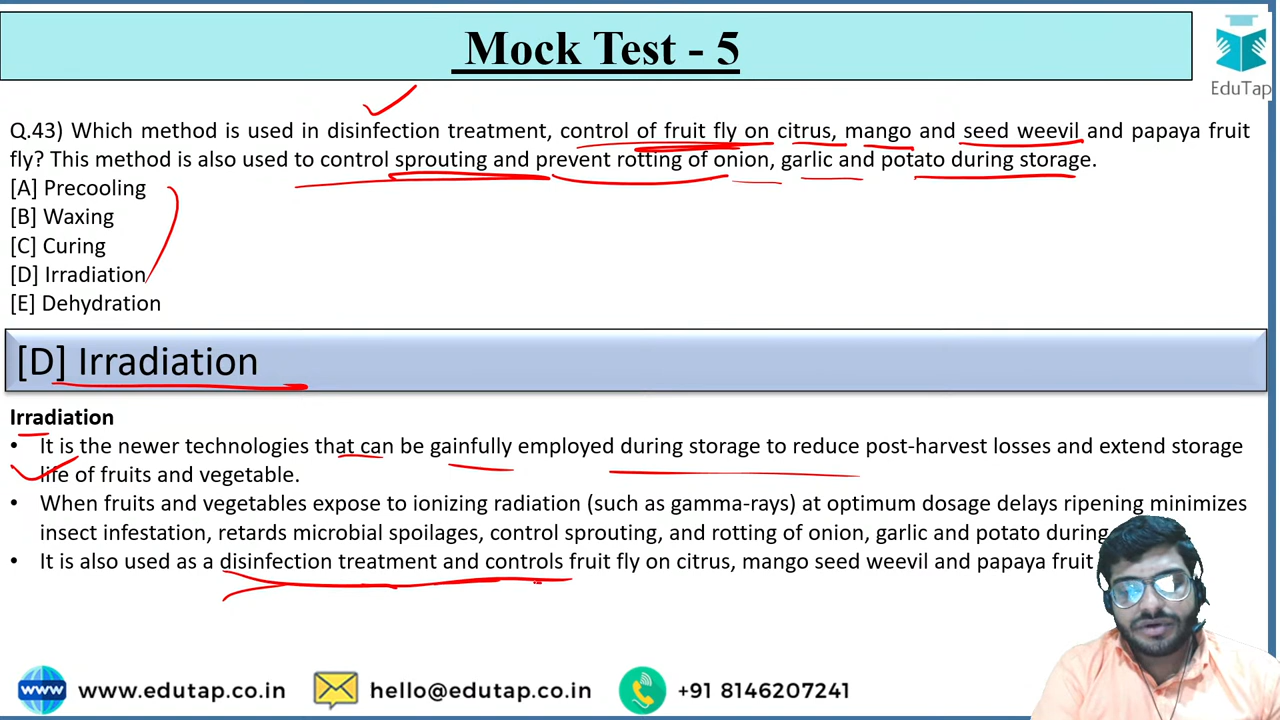 Mock Test - 5
EduTap
Q.43) Which method is used in disinfection treatment, control of fruit fly on citrus, mango and seed weevil and papaya fruit
fly? This method is also used to control sprouting and prevent rotting of onion, garlic and potato during storage.
[A] Precooling
[B] Waxing
[C] Curing
[D] Irradiation
[E] Dehydration
[D] Irradiation
Irradiation
• It is the newer technologies that can be gainfully employed during storage to reduce post-harvest losses and extend storage
life of fruits and vegetable.
• When fruits and vegetables expose to ionizing radiation (such as gamma-rays) at optimum dosage delays ripening minimizes
insect infestation, retards microbial spoilages, control sprouting, and rotting of onion, garlic and potato during
• It is also used as a disinfection treatment and controls fruit fly on citrus, mango seed weevil and papaya fruit
www www.edutap.co.in hello@edutap.co.in +91 8146207241